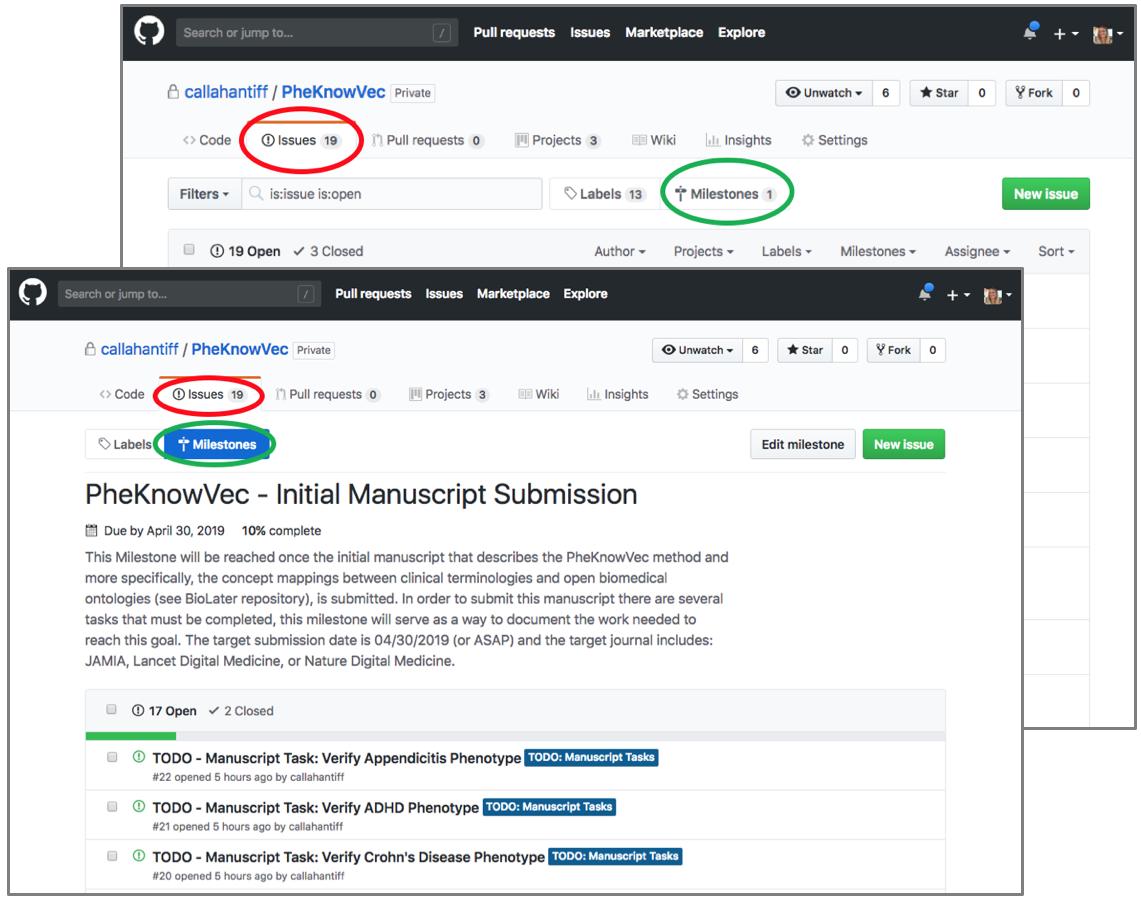 Search or jump to... / Pull requests Issues Marketplace Explore
callahantiff / PheKnowVec Private Unwatch 6 Star 0 Fork 0
Code Issues 19 Pull requests 0 Projects 3 Wiki Insights Settings
Filters is:issue is:open Labels 13 Milestones 1 New issue
19 Open 3 Closed Author Projects Labels Milestones Assignee Sort
Search or jump to... / Pull requests Issues Marketplace Explore
callahantiff / PheKnowVec Private Unwatch 6 Star 0 Fork 0
Code Issues 19 Pull requests 0 Projects 3 Wiki Insights Settings
Labels Milestones Edit milestone New issue
PheKnowVec - Initial Manuscript Submission
Due by April 30, 2019 10% complete
This Milestone will be reached once the initial manuscript that describes the PheKnowVec method and
more specifically, the concept mappings between clinical terminologies and open biomedical
ontologies (see BioLater repository), is submitted. In order to submit this manuscript there are several
tasks that must be completed, this milestone will serve as a way to document the work needed to
reach this goal. The target submission date is 04/30/2019 (or ASAP) and the target journal includes:
JAMIA, Lancet Digital Medicine, or Nature Digital Medicine.
17 Open 2 Closed
TODO - Manuscript Task: Verify Appendicitis Phenotype TODO: Manuscript Tasks
#22 opened 5 hours ago by callahantiff
TODO - Manuscript Task: Verify ADHD Phenotype TODO: Manuscript Tasks
#21 opened 5 hours ago by callahantiff
TODO - Manuscript Task: Verify Crohn's Disease Phenotype TODO: Manuscript Tasks
#20 opened 5 hours ago by callahantiff